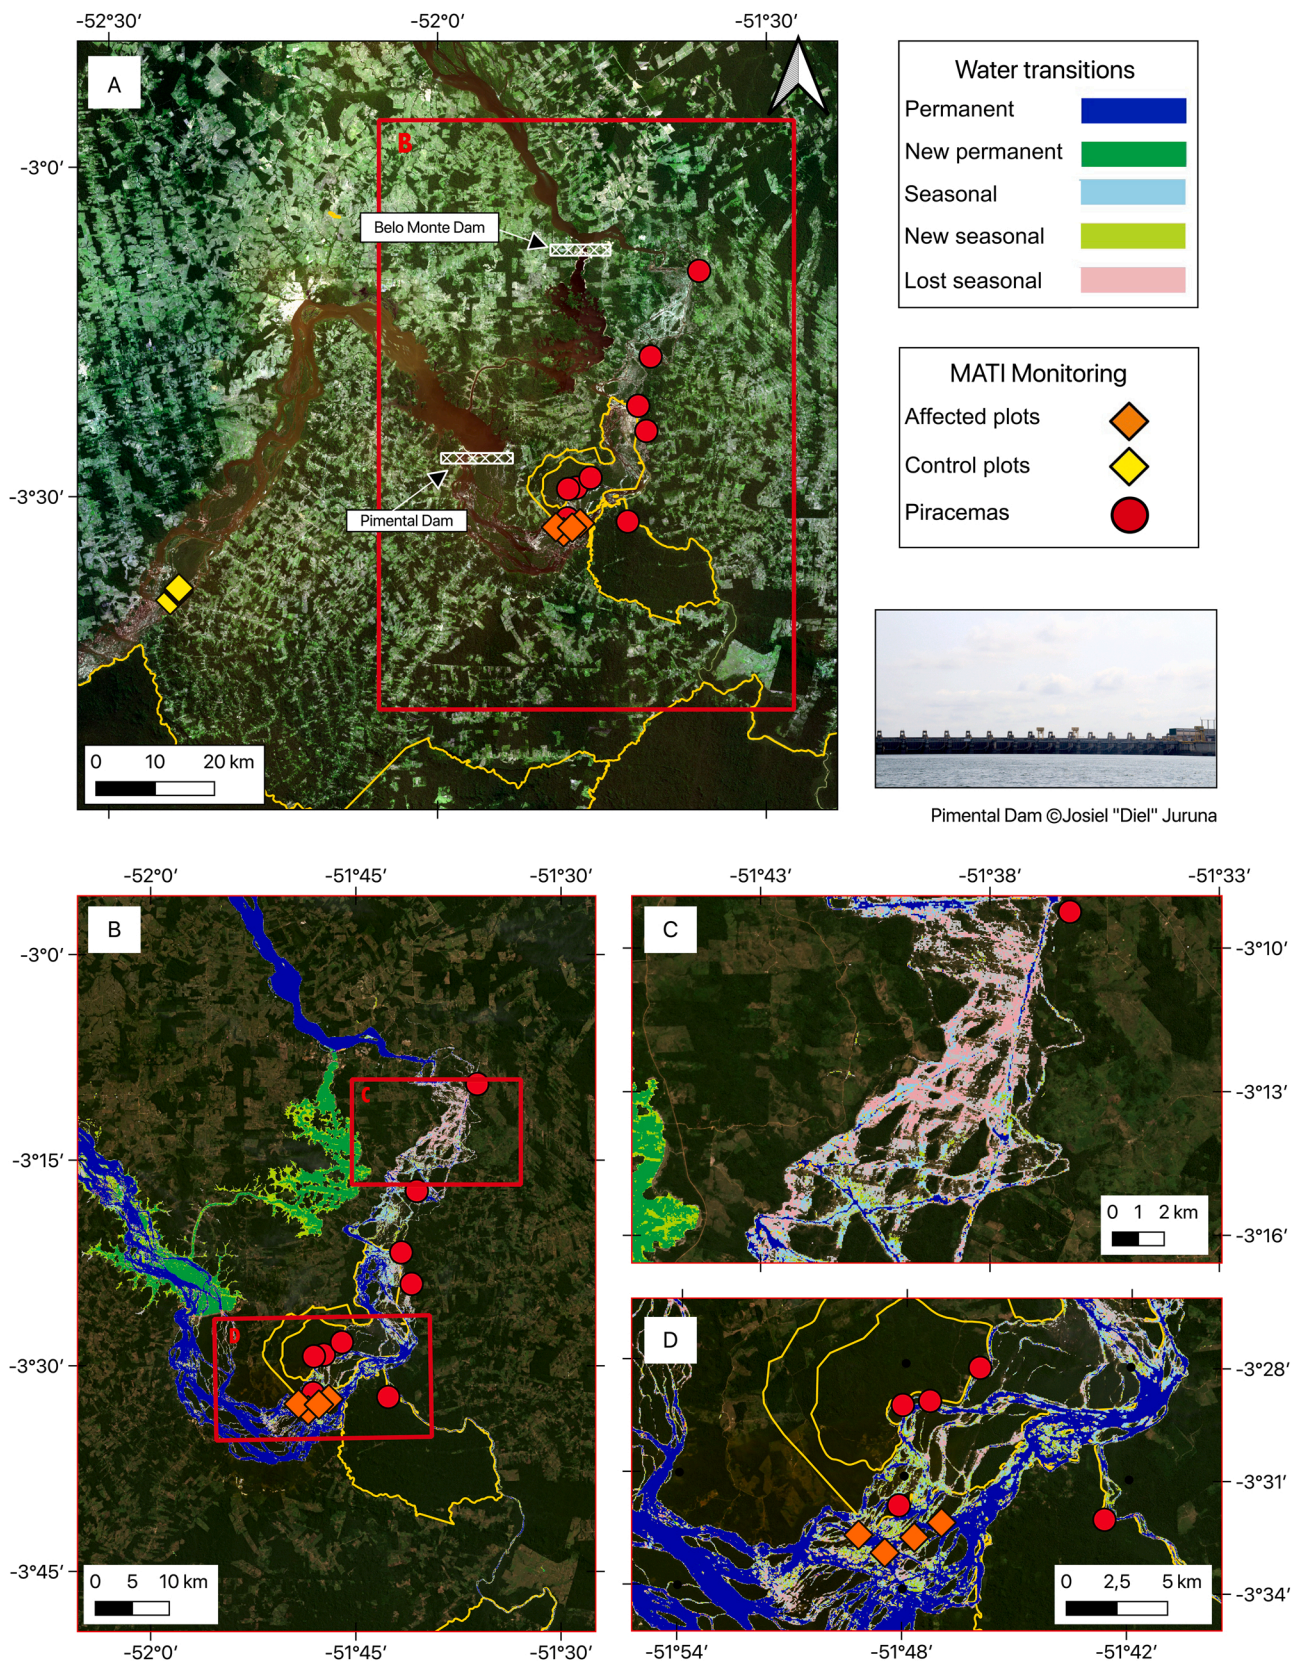 -52°30′ -52°0′ -51°30′
A
B
-3°0′
Belo Monte Dam
-3°30′
Pimental Dam
0 10 20 km
Water transitions
Permanent
New permanent
Seasonal
New seasonal
Lost seasonal
MATI Monitoring
Affected plots
Control plots
Piracemas
Pimental Dam ©Josiel "Diel" Juruna
-52°0′ -51°45′ -51°30′
B
-3°0′
C
-3°15′
D
-3°30′
-3°45′
0 5 10 km
-52°0′ -51°45′ -51°30′
-51°43′ -51°38′ -51°33′
C
-3°10′
-3°13′
0 1 2 km
-3°16′
D
-3°28′
-3°31′
0 2,5 5 km
-3°34′
-51°54′ -51°48′ -51°42′